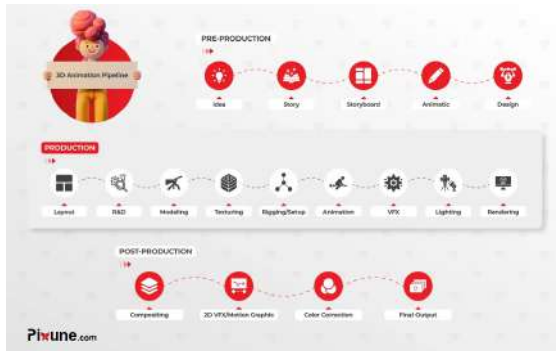 PRE-PRODUCTION
3D Animation Pipeline
Idea
Story
Storyboard
Animatic
Design
PRODUCTION
Layout
R&D
Modeling
Texturing
Rigging/Setup
Animation
VFX
Lighting
Rendering
POST-PRODUCTION
Compositing
2D VFX/Motion Graphic
Color Correction
Final Output
Pixune.com